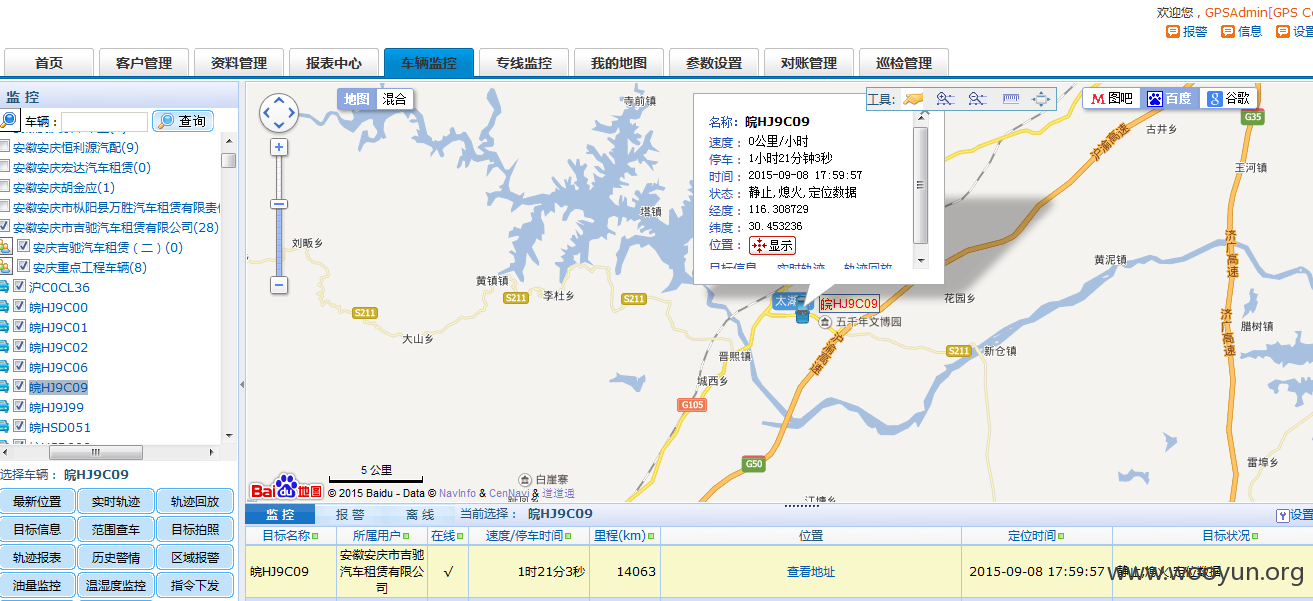 欢迎您，GPSAdmin[GPS C
报警 信息 设置
首页 客户管理 资料管理 报表中心 车辆监控 专线监控 我的地图 参数设置 对账管理 巡检管理
监 控
车辆： 查询
安徽安庆恒利源汽配(9)
安徽安庆宏达汽车租赁(0)
安徽安庆胡金应(1)
安徽安庆市枞阳县万胜汽车租赁有限责
安徽安庆市吉驰汽车租赁有限公司(28)
安庆吉驰汽车租赁（二）(0)
安庆重点工程车辆(8)
沪C0CL36
皖HJ9C00
皖HJ9C01
皖HJ9C02
皖HJ9C06
皖HJ9C09
皖HJ9J99
皖HSD051
选择车辆： 皖HJ9C09
最新位置 实时轨迹 轨迹回放
目标信息 范围查车 目标拍照
轨迹报表 历史警情 区域报警
油量监控 温湿度监控 指令下发
地图 混合
工具：
M 图吧 百度 8 谷歌
名称： 皖HJ9C09
速度： 0公里/小时
停车： 1小时21分钟3秒
时间： 2015-09-08 17:59:57
状态： 静止,熄火,定位数据
经度： 116.308729
纬度： 30.453236
位置： 显示
目标信息 实时轨迹 轨迹回放
寺前镇
古井乡
G35
沪渝高速
玉河镇
塔镇
刘畈乡
济广高速
黄泥镇
黄镇镇
李杜乡
S211
S211
S211
花园乡
太湖
皖HJ9C09
五千年文博园
大山乡
沪渝高速
济广高速
腊树镇
S211
新仓镇
晋熙镇
城西乡
G105
G50
雷埠乡
5 公里
白崖寨
江塘乡
Baidu地图
© 2015 Baidu - Data © NavInfo & CenNavi & 道道通
监 控 报 警 离 线 当前选择： 皖HJ9C09 设置
目标名称 所属用户 在线 速度/停车时间 里程(km) 位置 定位时间 目标状况
皖HJ9C09 安徽安庆市吉驰汽车租赁有限公司 √ 1时21分3秒 14063 查看地址 2015-09-08 17:59:57 静止,熄火,定位数据
www.wooyun.org